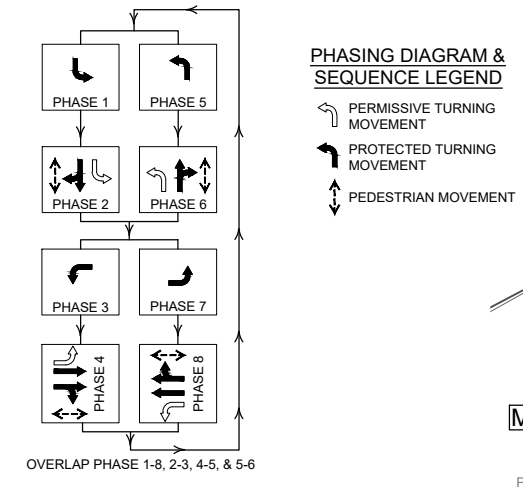 PHASING DIAGRAM &
SEQUENCE LEGEND
PERMISSIVE TURNING
MOVEMENT
PROTECTED TURNING
MOVEMENT
PEDESTRIAN MOVEMENT
PHASE 1
PHASE 5
PHASE 2
PHASE 6
PHASE 3
PHASE 7
PHASE 4
PHASE 8
OVERLAP PHASE 1-8, 2-3, 4-5, & 5-6
M
P